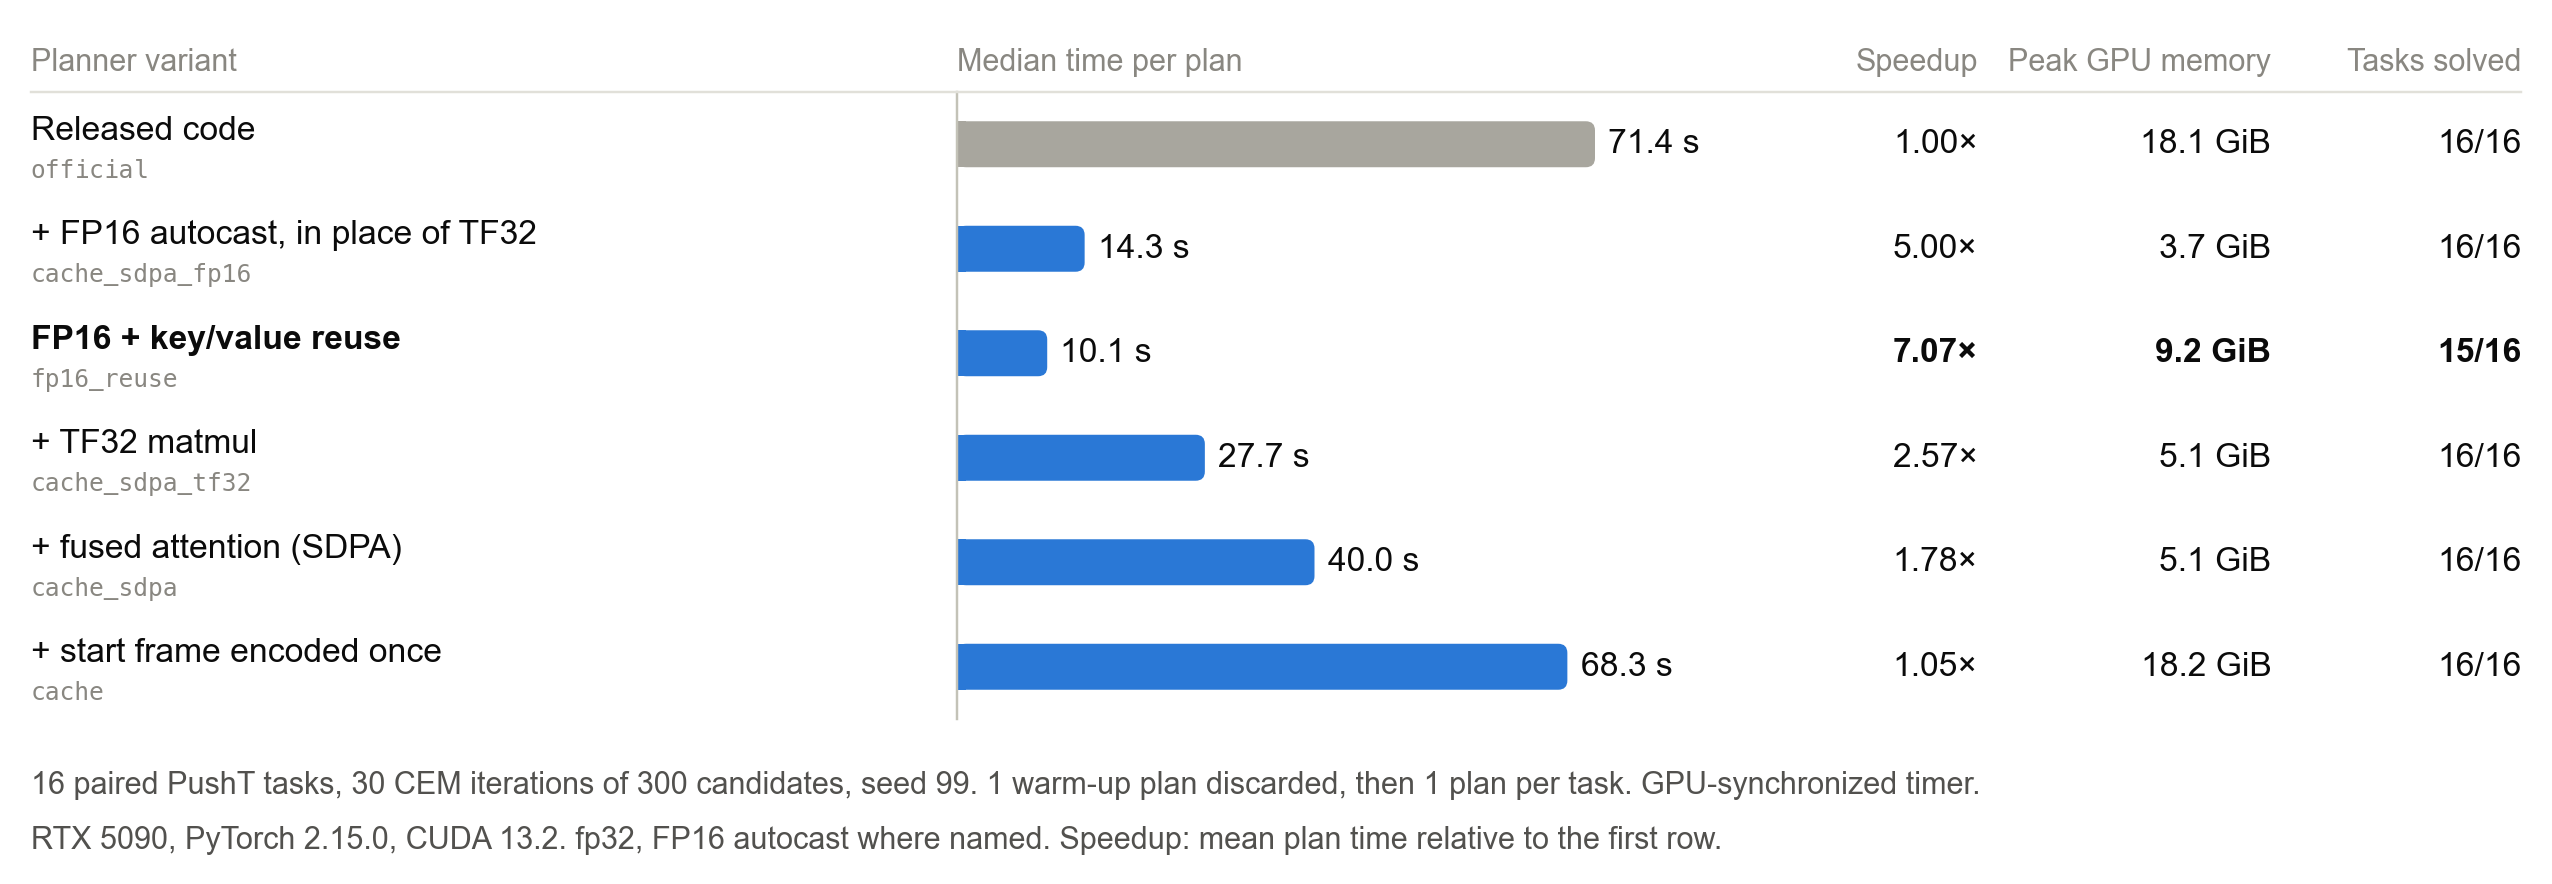 Planner variant Median time per plan Speedup Peak GPU memory Tasks solved
Released code 71.4 s 1.00× 18.1 GiB 16/16
official
+ FP16 autocast, in place of TF32 14.3 s 5.00× 3.7 GiB 16/16
cache_sdpa_fp16
FP16 + key/value reuse 10.1 s 7.07× 9.2 GiB 15/16
fp16_reuse
+ TF32 matmul 27.7 s 2.57× 5.1 GiB 16/16
cache_sdpa_tf32
+ fused attention (SDPA) 40.0 s 1.78× 5.1 GiB 16/16
cache_sdpa
+ start frame encoded once 68.3 s 1.05× 18.2 GiB 16/16
cache
16 paired PushT tasks, 30 CEM iterations of 300 candidates, seed 99. 1 warm-up plan discarded, then 1 plan per task. GPU-synchronized timer.
RTX 5090, PyTorch 2.15.0, CUDA 13.2. fp32, FP16 autocast where named. Speedup: mean plan time relative to the first row.